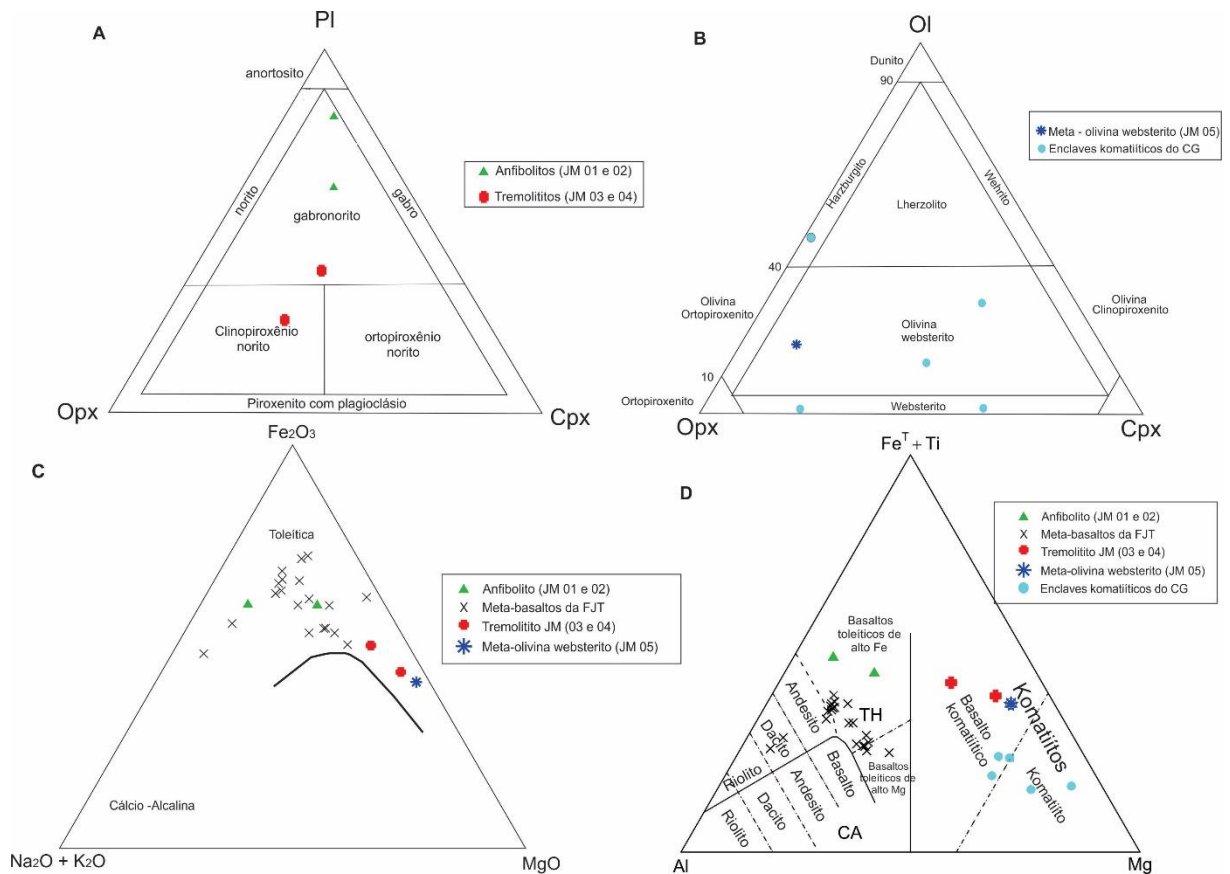 A
Pl
anortosito
norito
gabro
gabronorito
Clinopiroxênio
norito
ortopiroxênio
norito
Piroxenito com plagioclásio
Opx
Cpx
Anfibolitos (JM 01 e 02)
Tremolititos (JM 03 e 04)
B
Ol
Dunito
90
Harzburgito
Wehrito
Lherzolito
40
Olivina
Ortopiroxenito
Olivina
websterito
Olivina
Clinopiroxenito
10
Ortopiroxenito
Websterito
Opx
Cpx
Meta - olivina websterito (JM 05)
Enclaves komatiíticos do CG
C
Fe2O3
Toleítica
Cálcio -Alcalina
Na2O + K2O
MgO
Anfibolito (JM 01 e 02)
Meta-basaltos da FJT
Tremolitito JM (03 e 04)
Meta-olivina websterito (JM 05)
D
FeT + Ti
Basaltos
toleíticos de
alto Fe
TH
Andesito
Dacito
Riolito
Basalto
Andesito
Dacito
Riolito
CA
Basaltos
toleíticos de
alto Mg
Basalto
komatiítico
Komatiítos
Komatiíto
Al
Mg
Anfibolito (JM 01 e 02)
Meta-basaltos da FJT
Tremolitito JM (03 e 04)
Meta-olivina websterito (JM 05)
Enclaves komatiíticos do CG